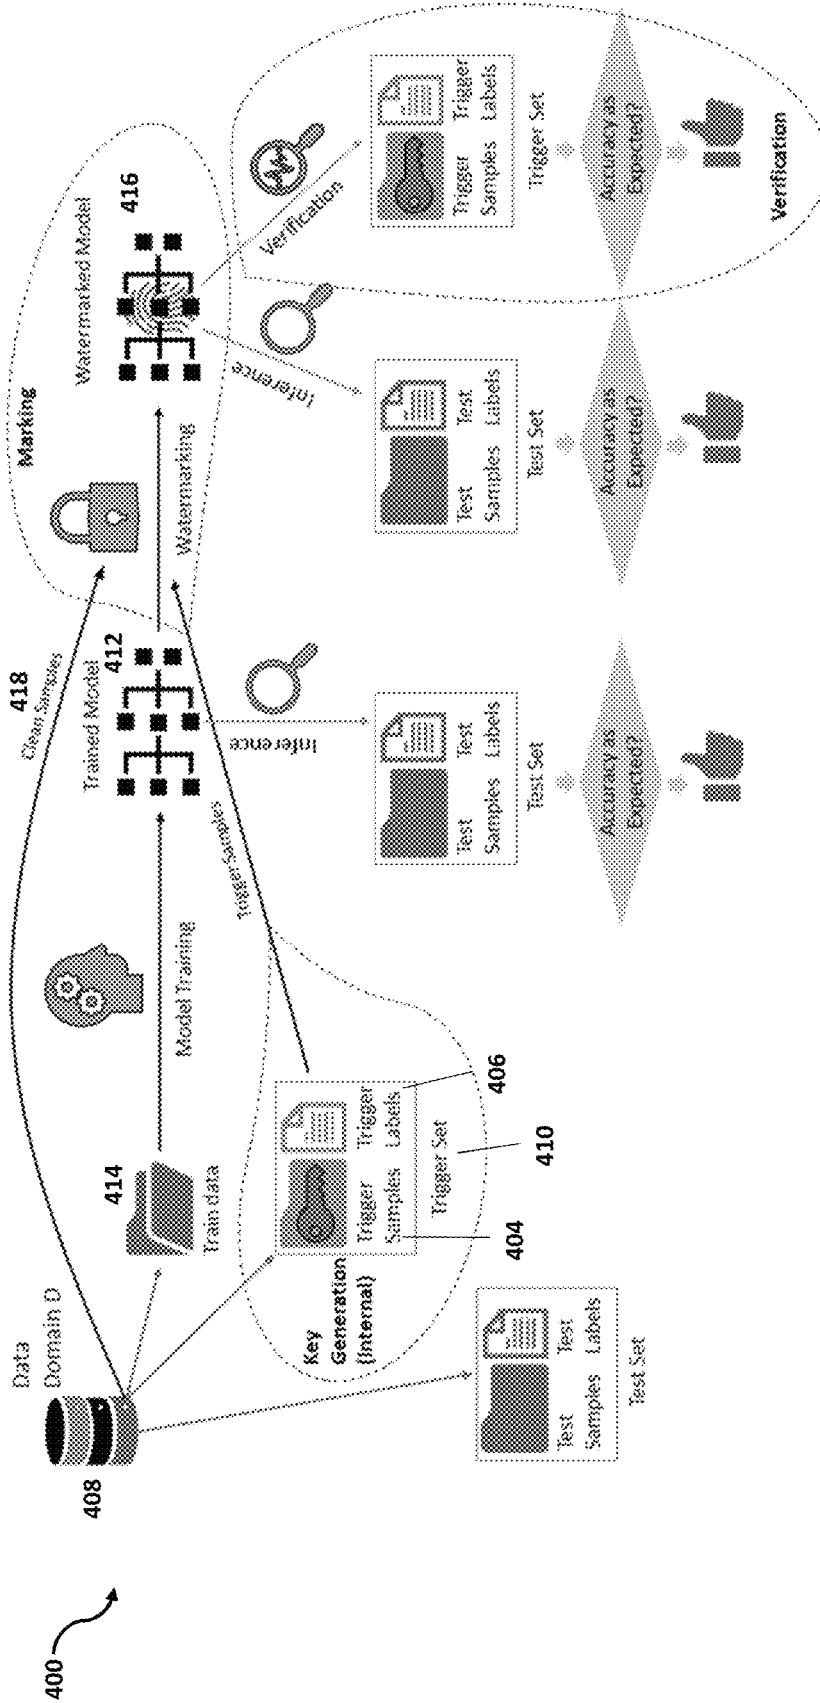 400
408
Data
Domain D
414
Train data
Model Training
Trained Model
412
418
Clean Samples
Trigger Samples
Marking
Watermarking
Watermarked Model
416
Key
Generation
(Internal)
Trigger Trigger
Samples Labels
Trigger Set
404
406
410
Test Test
Samples Labels
Test Set
Inference
Test Test
Samples Labels
Test Set
Accuracy as
Expected?
Inference
Test Test
Samples Labels
Test Set
Accuracy as
Expected?
Verification
Trigger Trigger
Samples Labels
Trigger Set
Accuracy as
Expected?
Verification